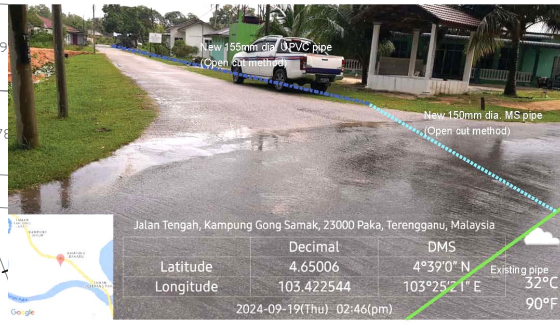 New 155mm dia. UPVC pipe
(Open cut method)
New 150mm dia. MS pipe
(Open cut method)
Jalan Tengah, Kampung Gong Samak, 23000 Paka, Terengganu, Malaysia
Decimal DMS
Latitude 4.65006 4°39'0" N
Longitude 103.422544 103°25'21" E
Existing pipe
32°C
90°F
2024-09-19(Thu) 02:46(pm)
Google